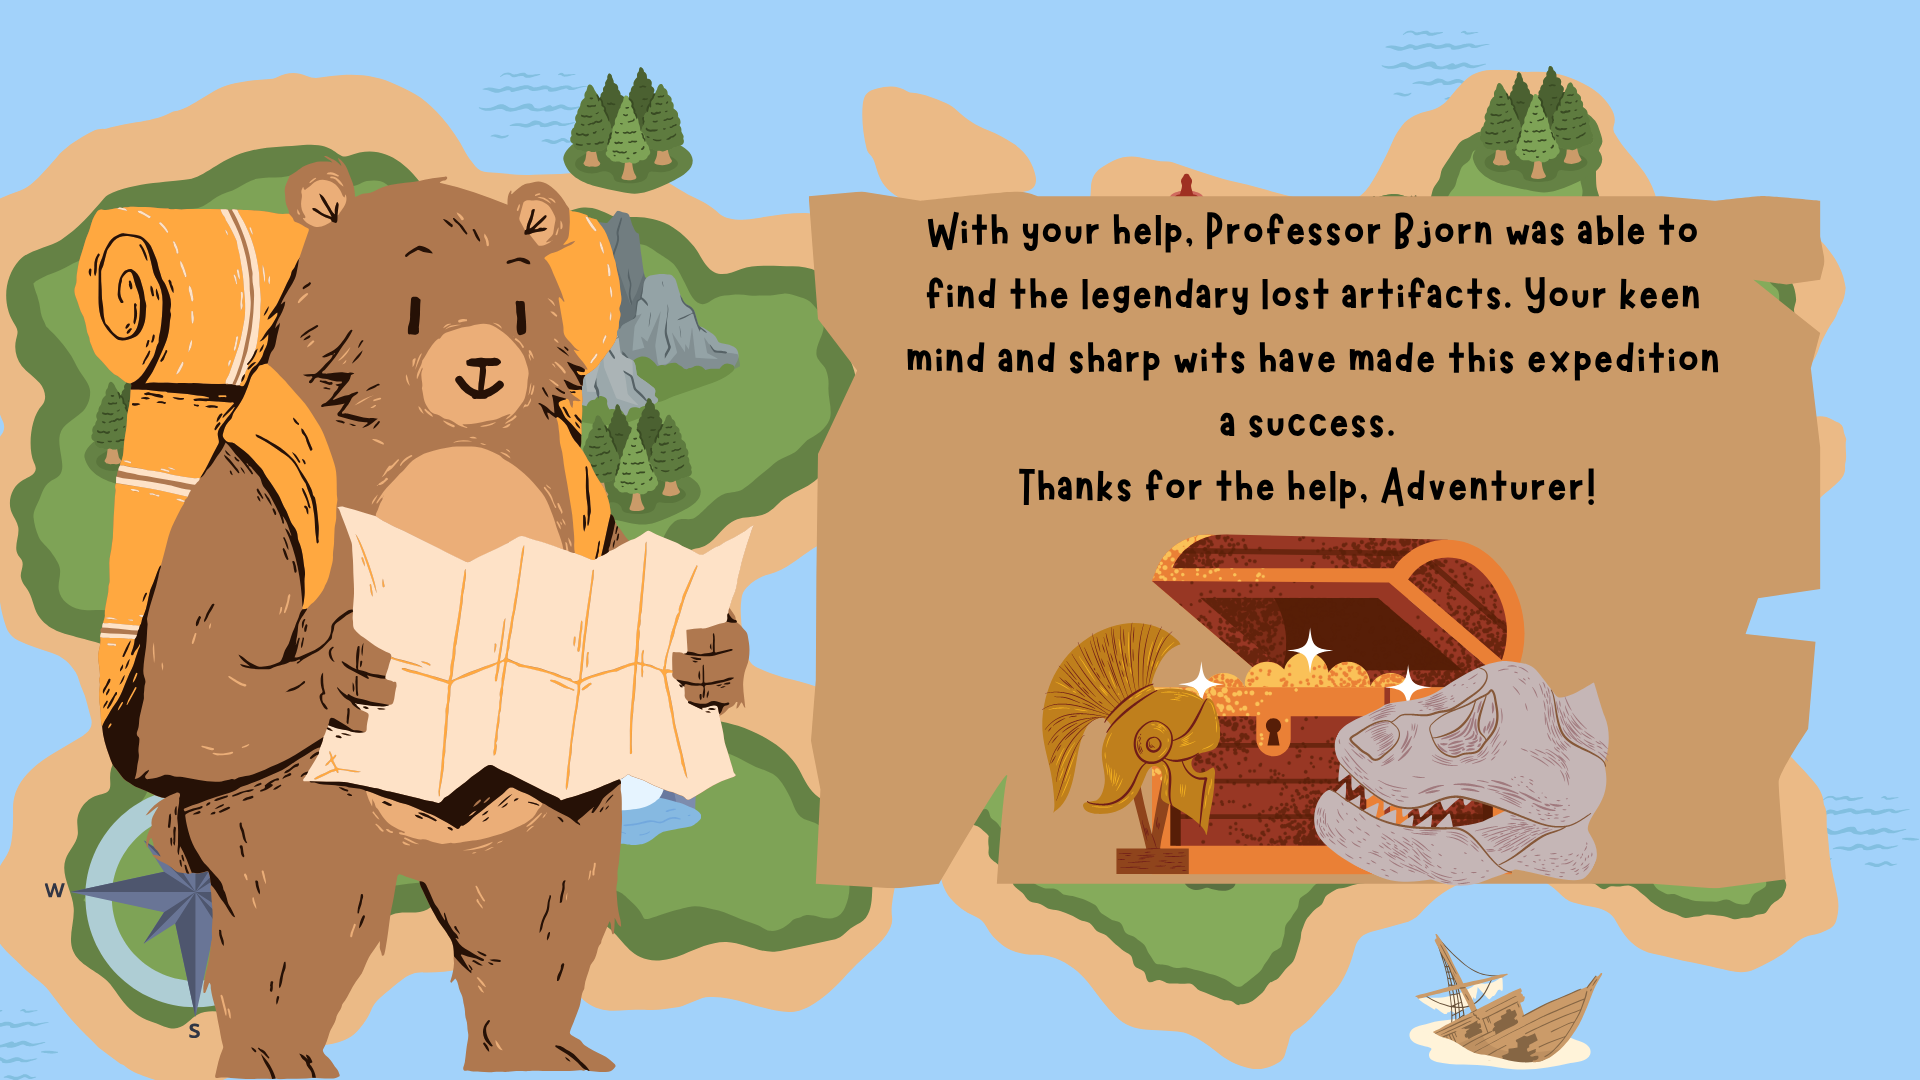 With your help, Professor Bjorn was able to
find the legendary lost artifacts. Your keen
mind and sharp wits have made this expedition
a success.
Thanks for the help, Adventurer!
W
S